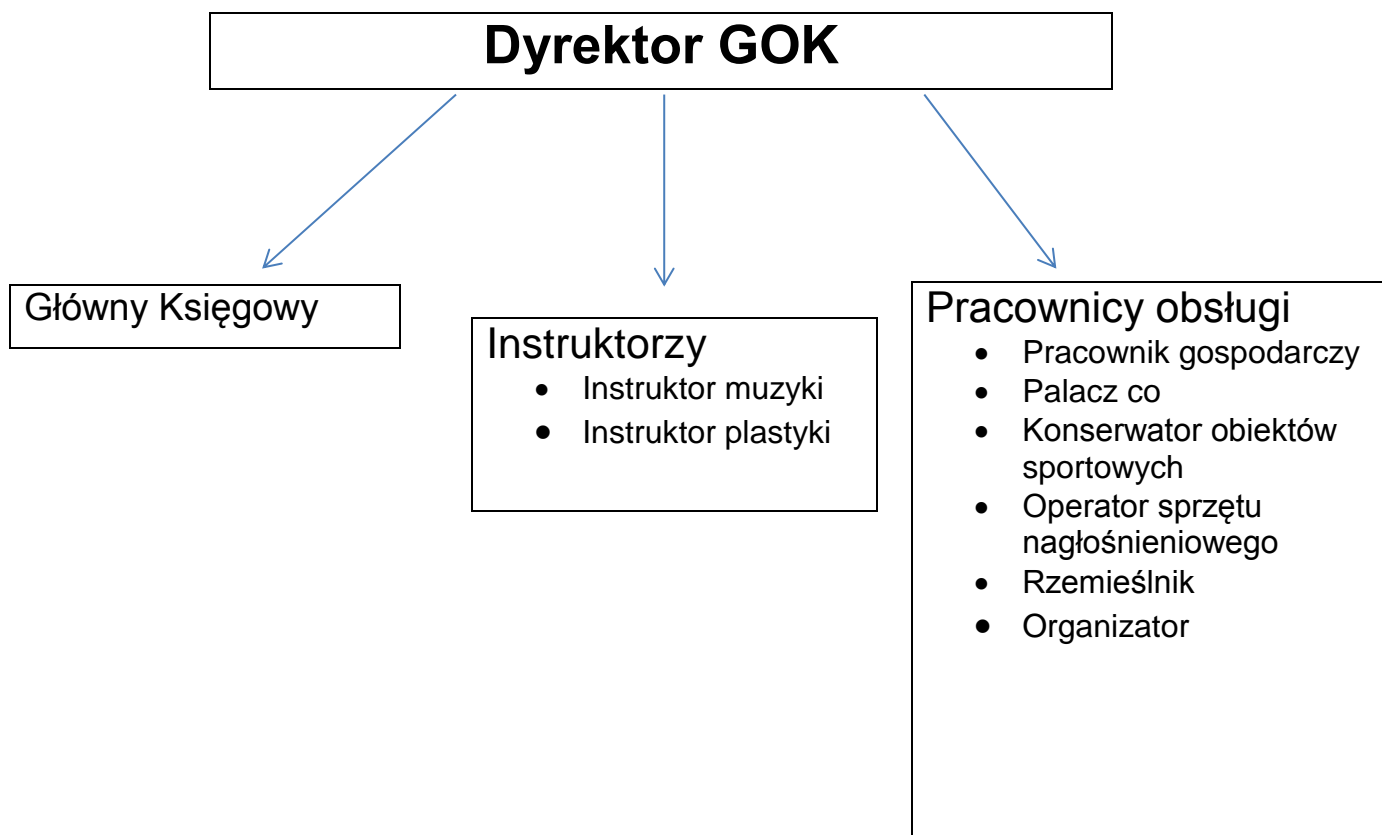 Dyrektor GOK
Główny Księgowy
Instruktorzy
• Instruktor muzyki
• Instruktor plastyki
Pracownicy obsługi
• Pracownik gospodarczy
• Palacz co
• Konserwator obiektów
sportowych
• Operator sprzętu
nagłośnieniowego
• Rzemieślnik
• Organizator